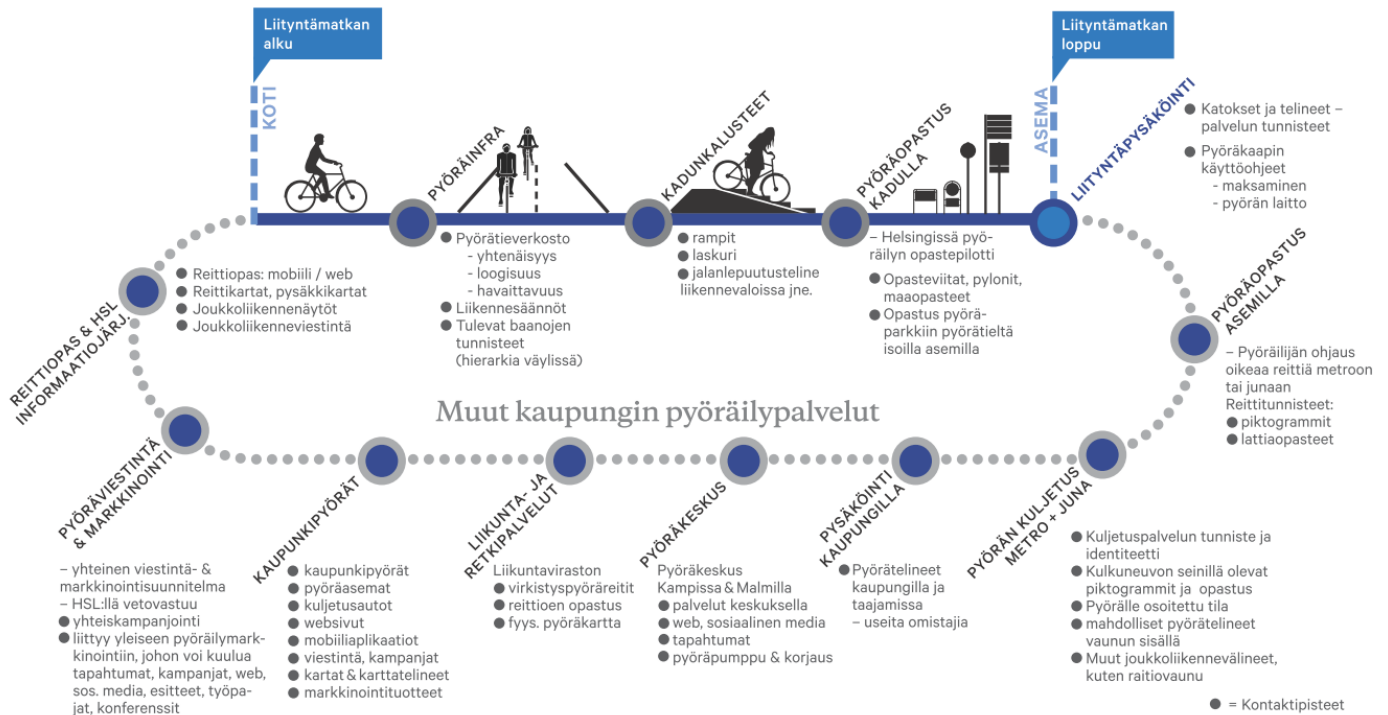 Liityntämatkan
alku
Liityntämatkan
loppu
KOTI
PYÖRÄINFRA
KADUNKALUSTEET
PYÖRÄOPASTUS
KADULLA
ASEMA
LIITYNTÄPYSÄKÖINTI
● Katokset ja telineet –
palvelun tunnisteet
● Pyöräkaapin
käyttöohjeet
- maksaminen
- pyörän laitto
● Reittiopas: mobiili / web
● Reittikartat, pysäkkikartat
● Joukkoliikennenäytöt
● Joukkoliikenneviestintä
● Pyörätieverkosto
- yhtenäisyys
- loogisuus
- havaittavuus
● Liikennesäännöt
● Tulevat baanojen
tunnisteet
(hierarkia väylissä)
● rampit
● laskuri
● jalanlepuutusteline
liikennevaloissa jne.
– Helsingissä pyö-
räilyn opastepilotti
● Opasteviitat, pylonit,
maaopasteet
● Opastus pyörä-
parkkiin pyörätieltä
isoilla asemilla
REITTIOPAS & HSL
INFORMAATIOJÄRJ.
PYÖRÄOPASTUS
ASEMILLA
– Pyöräilijän ohjaus
oikeaa reittiä metroon
tai junaan
Reittitunnisteet:
● piktogrammit
● lattiaopasteet
Muut kaupungin pyöräilypalvelut
PYÖRÄVIESTINTÄ
& MARKKINOINTI
– yhteinen viestintä- &
markkinointisuunnitelma
– HSL:llä vetovastuu
● yhteiskampanjointi
● liittyy yleiseen pyöräilymark-
kinointiin, johon voi kuulua
tapahtumat, kampanjat, web,
sos. media, esitteet, työpa-
jat, konferenssit
KAUPUNKIPYÖRÄT
● kaupunkipyörät
● pyöräasemat
● kuljetusautot
● websivut
● mobiiliaplikaatiot
● viestintä, kampanjat
● kartat & karttatelineet
● markkinointituotteet
LIIKUNTA- JA
RETKIPALVELUT
Liikuntaviraston
● virkistyspyöräreitit
● reittioen opastus
● fyys. pyöräkartta
PYÖRÄKESKUS
Pyöräkeskus
Kampissa & Malmilla
● palvelut keskuksella
● web, sosiaalinen media
● tapahtumat
● pyöräpumppu & korjaus
PYSÄKÖINTI
KAUPUNGILLA
● Pyörätelineet
kaupungilla ja
taajamissa
– useita omistajia
PYÖRÄN KULJETUS
METRO + JUNA
● Kuljetuspalvelun tunniste ja
identiteetti
● Kulkuneuvon seinillä olevat
piktogrammit ja opastus
● Pyörälle osoitettu tila
● mahdolliset pyörätelineet
vaunun sisällä
● Muut joukkoliikennevälineet,
kuten raitiovaunu
● = Kontaktipisteet